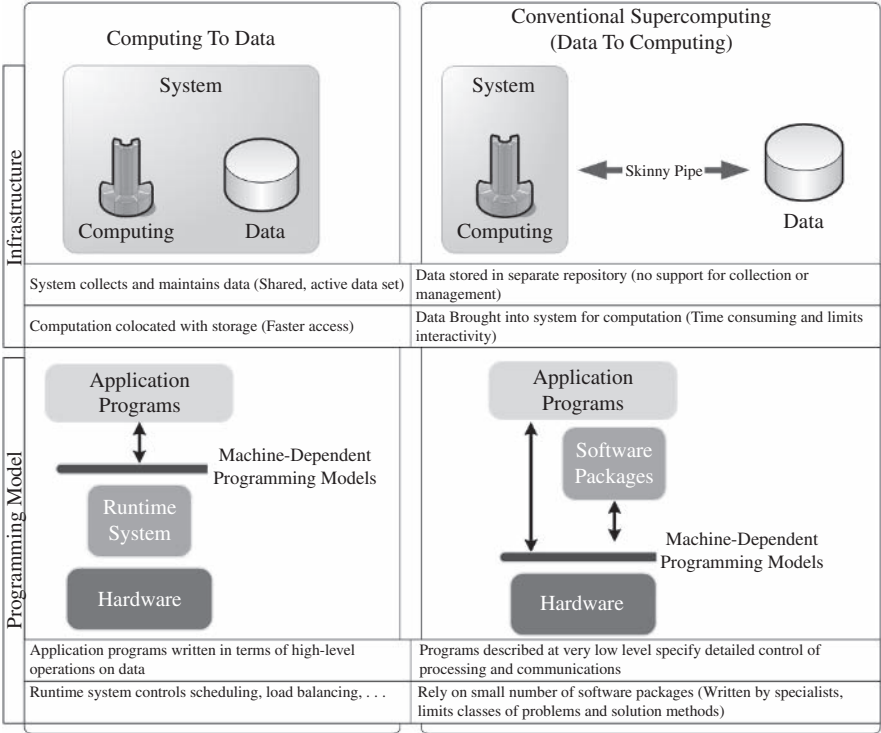 Computing To Data
Conventional Supercomputing
(Data To Computing)
Infrastructure
System
Computing
Data
System
Computing
Skinny Pipe
Data
System collects and maintains data (Shared, active data set)
Data stored in separate repository (no support for collection or
management)
Computation colocated with storage (Faster access)
Data Brought into system for computation (Time consuming and limits
interactivity)
Programming Model
Application
Programs
Machine-Dependent
Programming Models
Runtime
System
Hardware
Application
Programs
Software
Packages
Machine-Dependent
Programming Models
Hardware
Application programs written in terms of high-level
operations on data
Programs described at very low level specify detailed control of
processing and communications
Runtime system controls scheduling, load balancing, . . .
Rely on small number of software packages (Written by specialists,
limits classes of problems and solution methods)